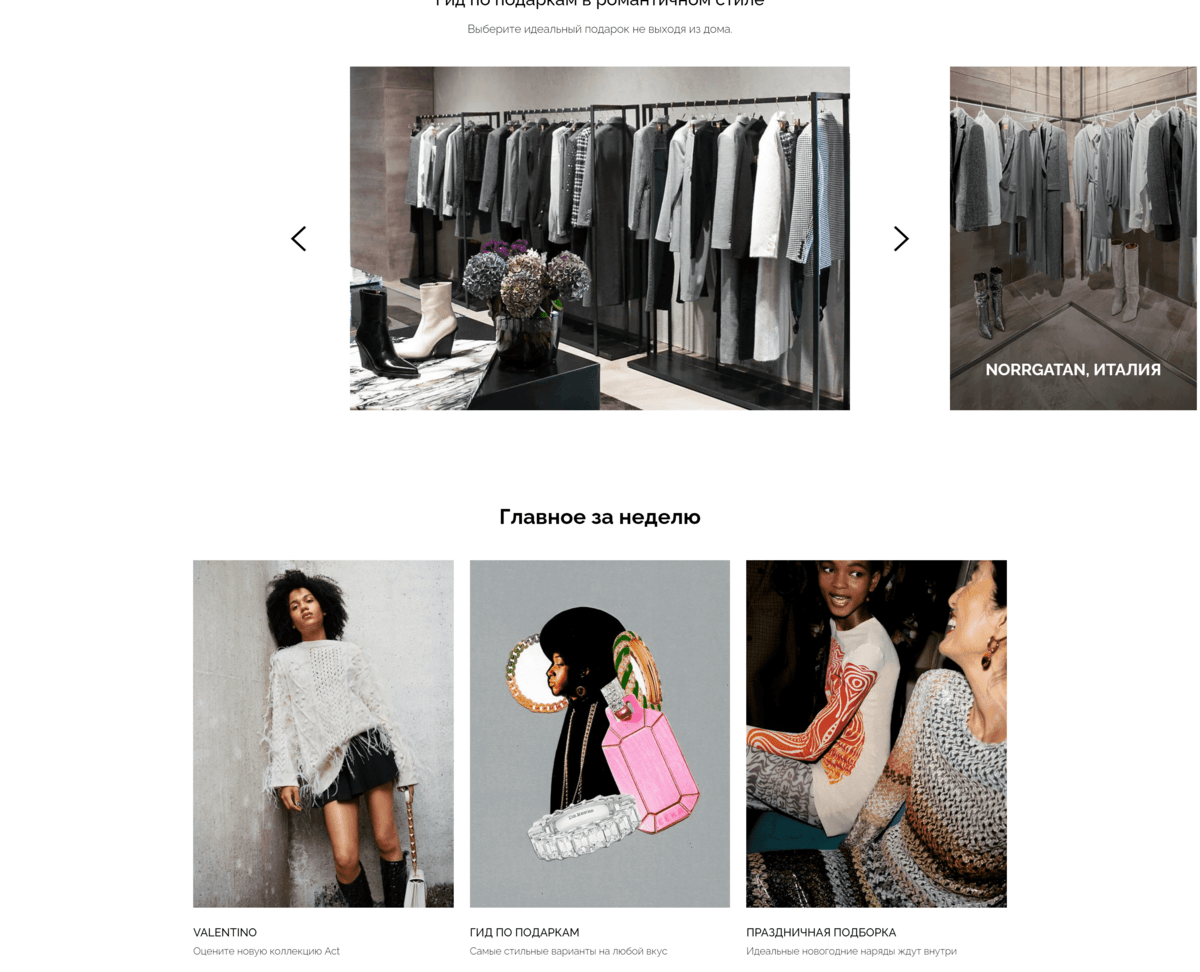 Гид по подаркам в романтичном стиле
Выберите идеальный подарок не выходя из дома.
NORRGATAN, ИТАЛИЯ
Главное за неделю
VALENTINO
Оцените новую коллекцию Act
ГИД ПО ПОДАРКАМ
Самые стильные варианты на любой вкус
ПРАЗДНИЧНАЯ ПОДБОРКА
Идеальные новогодние наряды ждут внутри